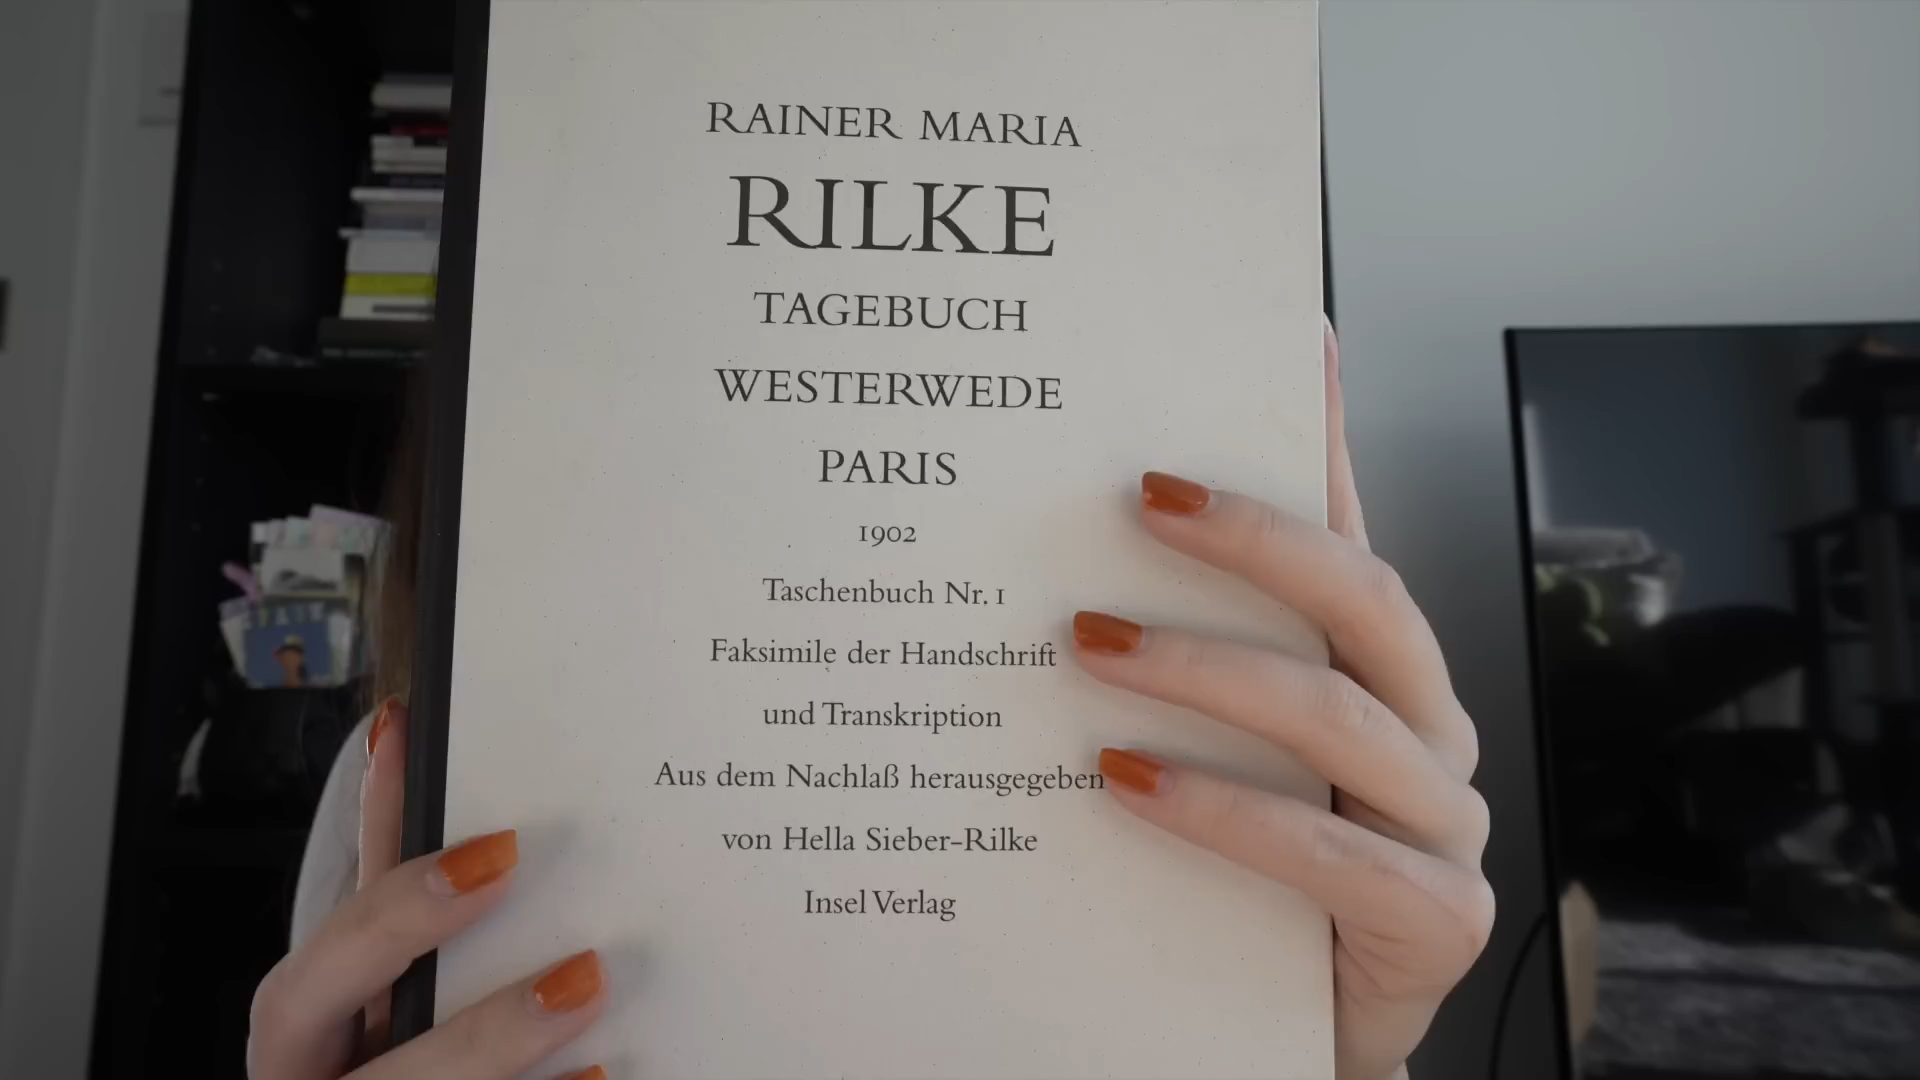 RAINER MARIA
RILKE
TAGEBUCH
WESTERWEDE
PARIS
1902
Taschenbuch Nr. 1
Faksimile der Handschrift
und Transkription
Aus dem Nachlaß herausgegeben
von Hella Sieber-Rilke
Insel Verlag